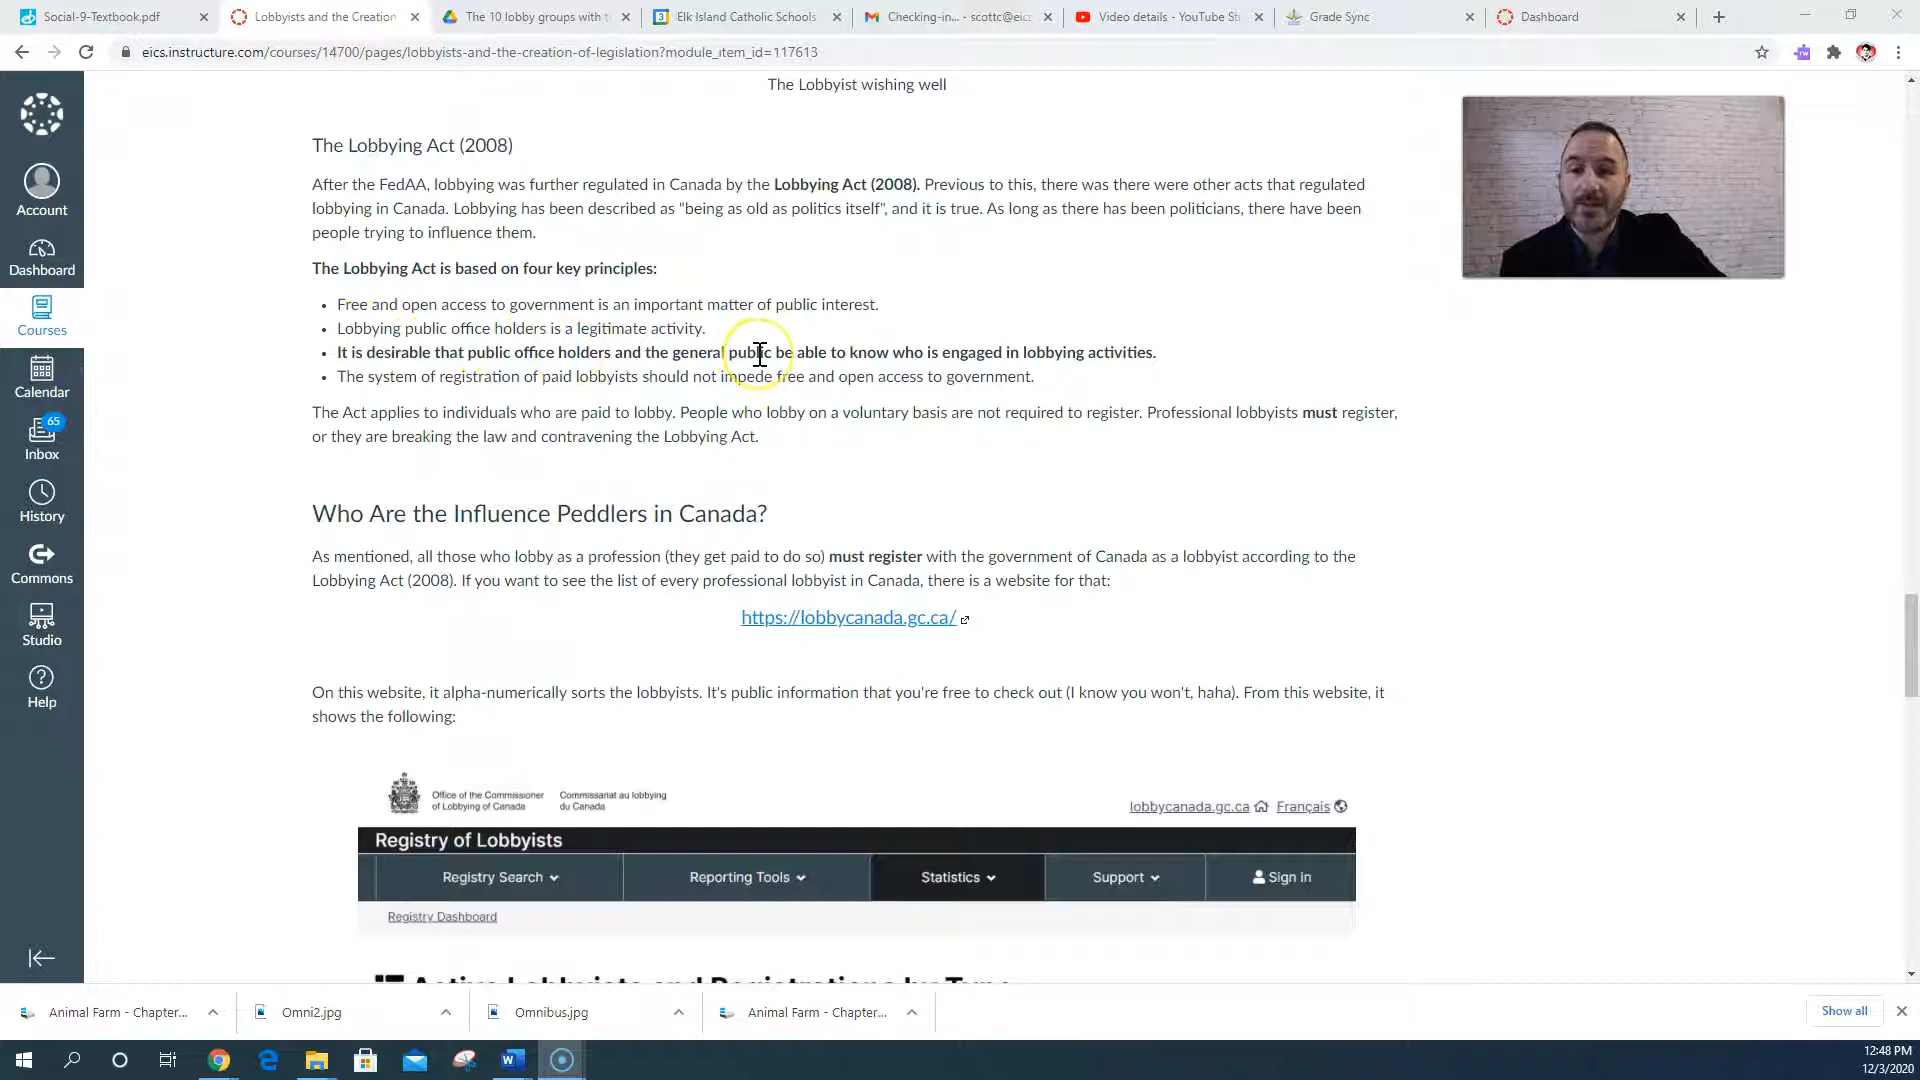 Social-9-Textbook.pdf
Lobbyists and the Creation
The 10 lobby groups with t
Elk Island Catholic Schools
Checking-in... - scottc@eic
Video details - YouTube St
Grade Sync
Dashboard
eics.instructure.com/courses/14700/pages/lobbyists-and-the-creation-of-legislation?module_item_id=117613
The Lobbyist wishing well
The Lobbying Act (2008)
After the FedAA, lobbying was further regulated in Canada by the Lobbying Act (2008). Previous to this, there was there were other acts that regulated
lobbying in Canada. Lobbying has been described as "being as old as politics itself", and it is true. As long as there has been politicians, there have been
people trying to influence them.
The Lobbying Act is based on four key principles:
• Free and open access to government is an important matter of public interest.
• Lobbying public office holders is a legitimate activity.
• It is desirable that public office holders and the general public be able to know who is engaged in lobbying activities.
• The system of registration of paid lobbyists should not impede free and open access to government.
The Act applies to individuals who are paid to lobby. People who lobby on a voluntary basis are not required to register. Professional lobbyists must register,
or they are breaking the law and contravening the Lobbying Act.
Who Are the Influence Peddlers in Canada?
As mentioned, all those who lobby as a profession (they get paid to do so) must register with the government of Canada as a lobbyist according to the
Lobbying Act (2008). If you want to see the list of every professional lobbyist in Canada, there is a website for that:
https://lobbycanada.gc.ca/
On this website, it alpha-numerically sorts the lobbyists. It's public information that you're free to check out (I know you won't, haha). From this website, it
shows the following:
Office of the Commissioner
of Lobbying of Canada
Commissariat au lobbying
du Canada
lobbycanada.gc.ca
Français
Registry of Lobbyists
Registry Search
Reporting Tools
Statistics
Support
Sign in
Registry Dashboard
Active Lobbyists and Registrations by Type
Account
Dashboard
Courses
Calendar
65
Inbox
History
Commons
Studio
Help
Animal Farm - Chapter...
Omni2.jpg
Omnibus.jpg
Animal Farm - Chapter...
Show all
12:48 PM
12/3/2020